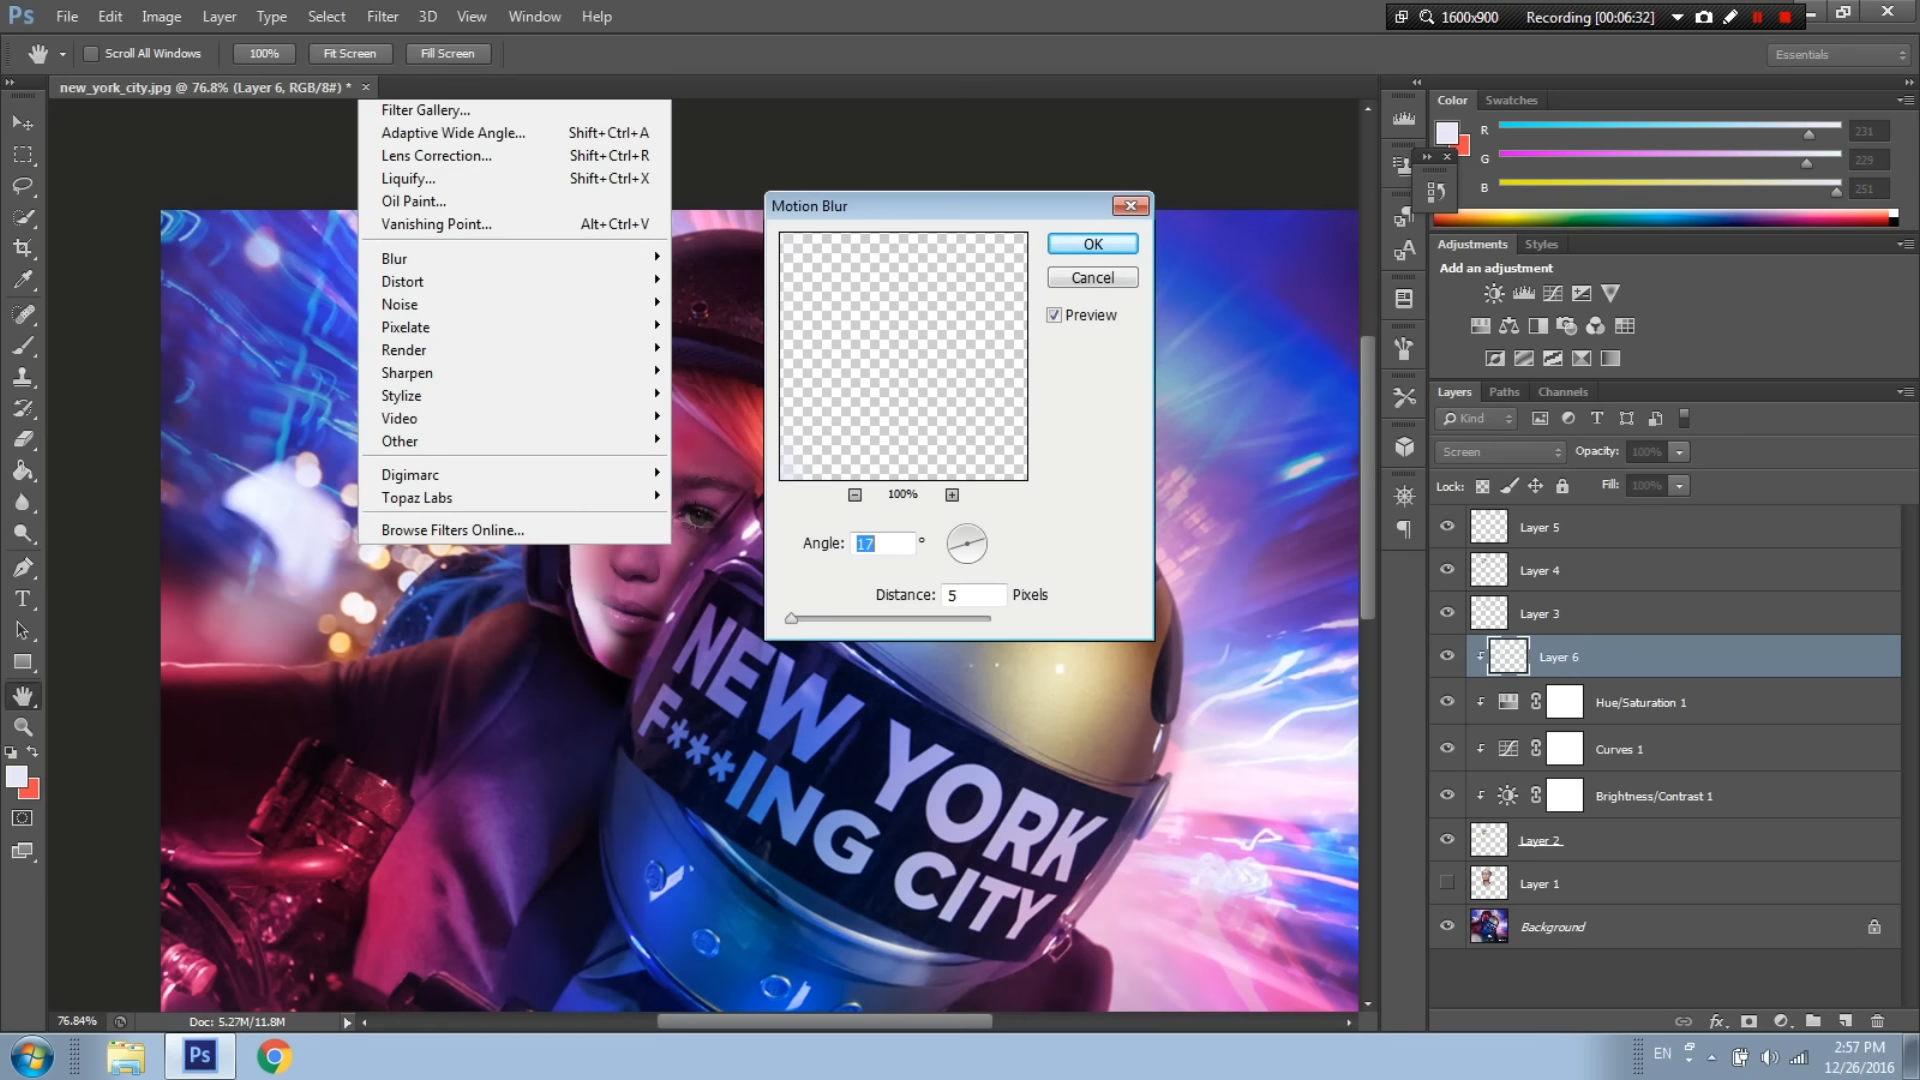 Ps File Edit Image Layer Type Select Filter 3D View Window Help
1600x900 Recording [00:06:32]
Scroll All Windows 100% Fit Screen Fill Screen
Essentials
new_york_city.jpg @ 76.8% (Layer 6, RGB/8#) *
Filter Gallery...
Adaptive Wide Angle... Shift+Ctrl+A
Lens Correction... Shift+Ctrl+R
Liquify... Shift+Ctrl+X
Oil Paint...
Vanishing Point... Alt+Ctrl+V
Blur
Distort
Noise
Pixelate
Render
Sharpen
Stylize
Video
Other
Digimarc
Topaz Labs
Browse Filters Online...
Motion Blur
OK
Cancel
Preview
100%
Angle: 17 °
Distance: 5 Pixels
NEW YORK
F***ING CITY
Color Swatches
R 231
G 229
B 251
Adjustments Styles
Add an adjustment
Layers Paths Channels
Kind
Screen Opacity: 100%
Lock: Fill: 100%
Layer 5
Layer 4
Layer 3
Layer 6
Hue/Saturation 1
Curves 1
Brightness/Contrast 1
Layer 2
Layer 1
Background
76.84% Doc: 5.27M/11.8M
Ps
EN
2:57 PM
12/26/2016